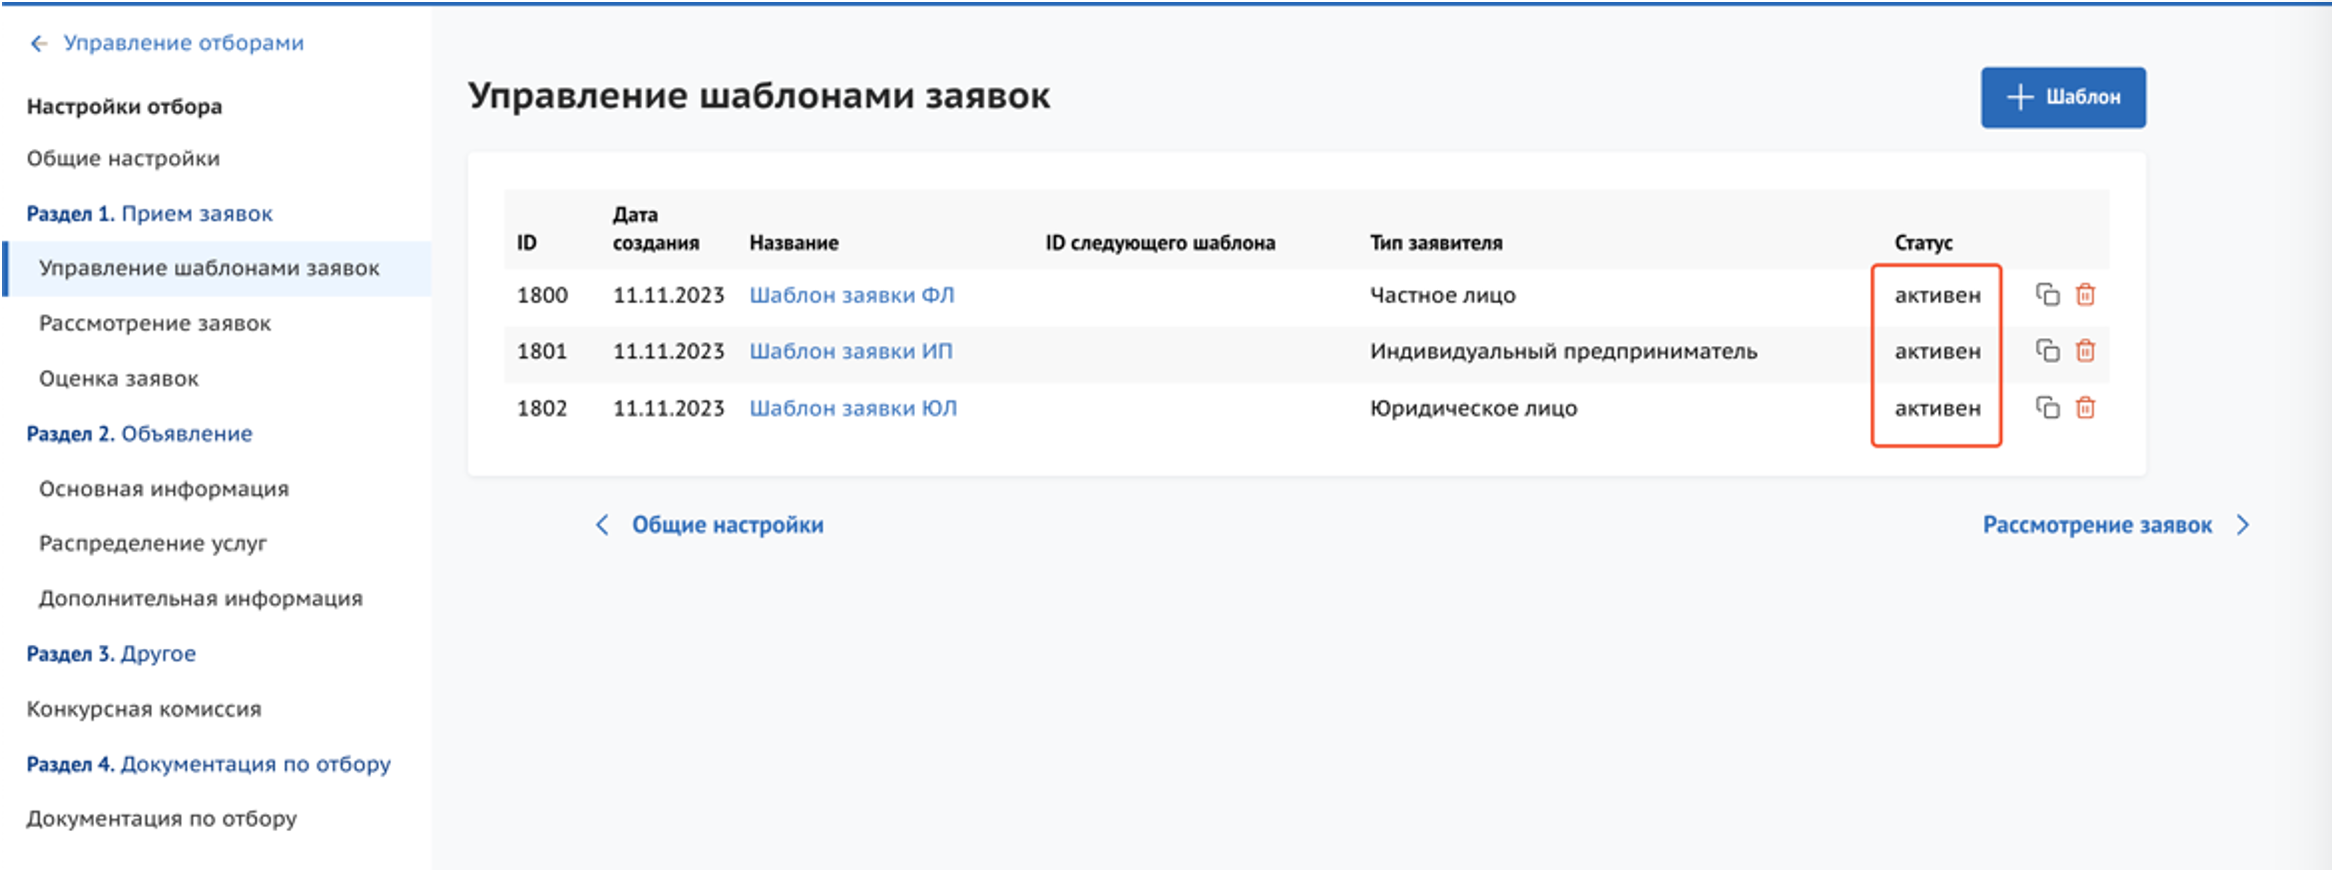 Управление отборами
Настройки отбора
Общие настройки
Раздел 1. Прием заявок
Управление шаблонами заявок
Рассмотрение заявок
Оценка заявок
Раздел 2. Объявление
Основная информация
Распределение услуг
Дополнительная информация
Раздел 3. Другое
Конкурсная комиссия
Раздел 4. Документация по отбору
Документация по отбору
Управление шаблонами заявок
Шаблон
ID Дата создания Название ID следующего шаблона Тип заявителя Статус
1800 11.11.2023 Шаблон заявки ФЛ Частное лицо активен
1801 11.11.2023 Шаблон заявки ИП Индивидуальный предприниматель активен
1802 11.11.2023 Шаблон заявки ЮЛ Юридическое лицо активен
Общие настройки
Рассмотрение заявок